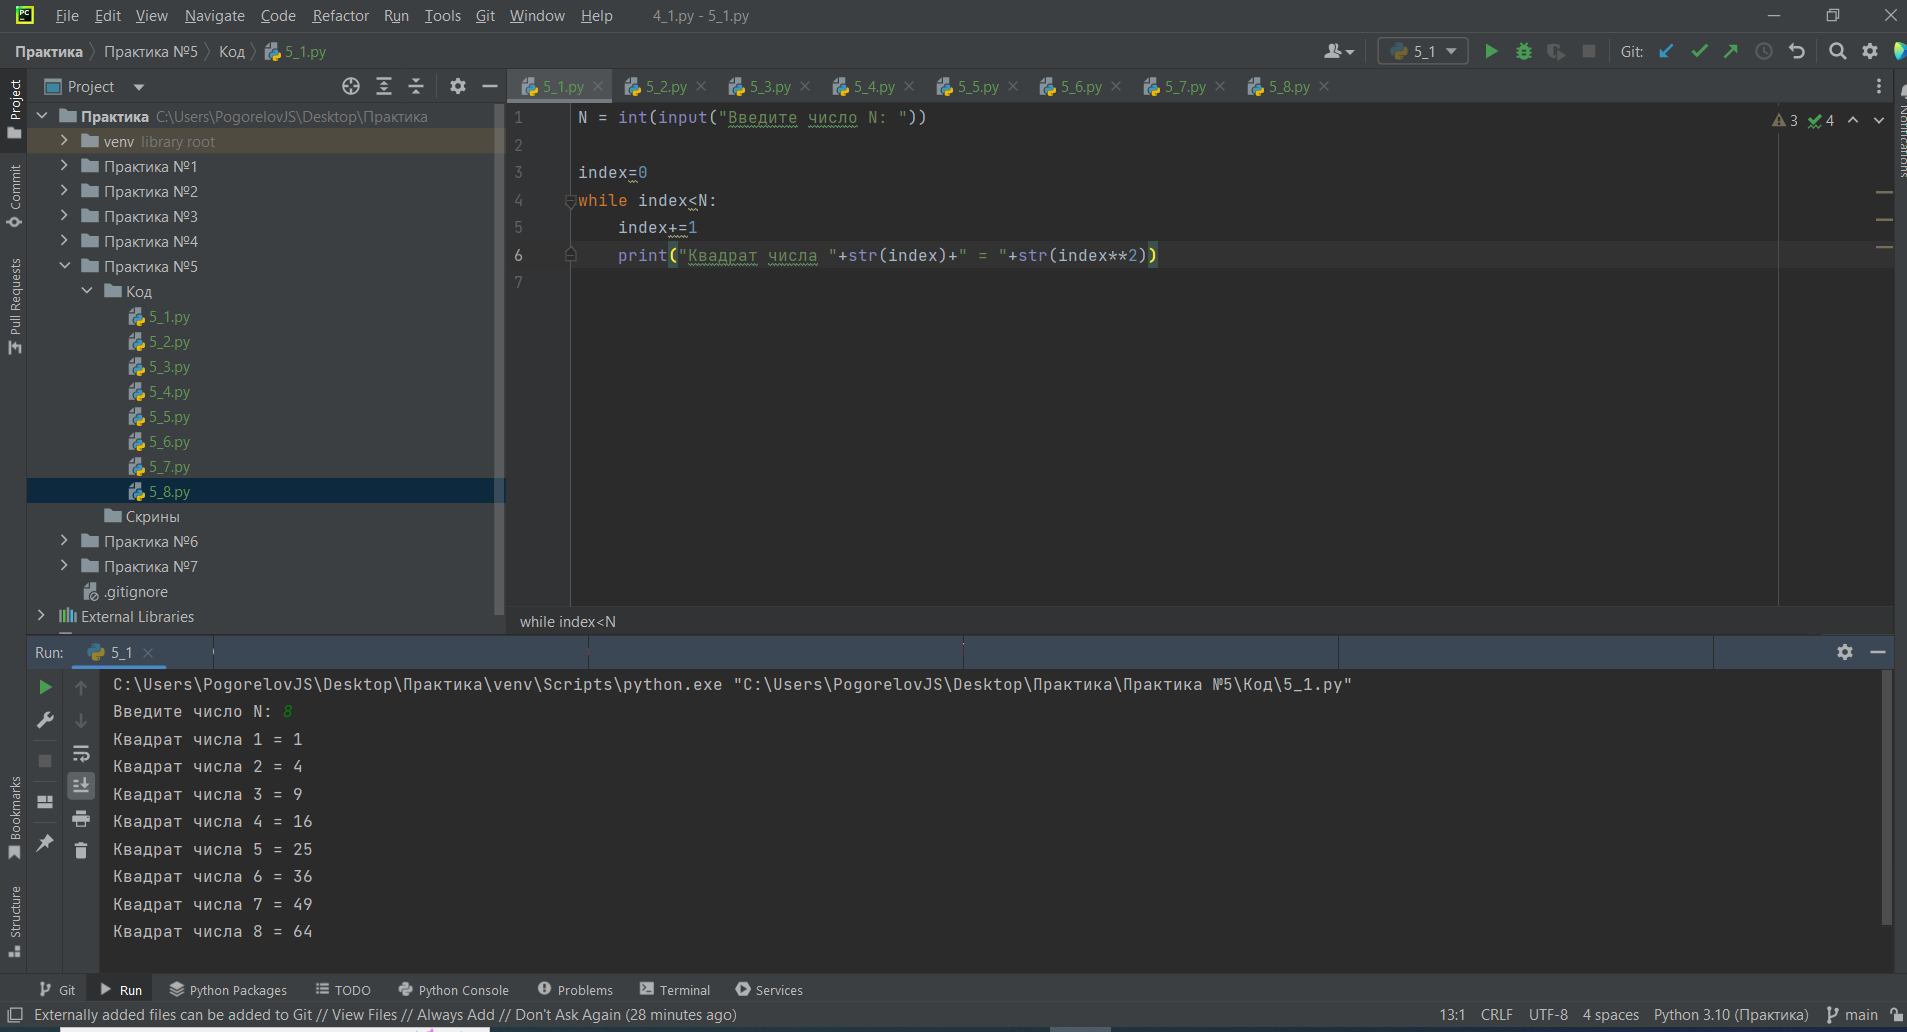 File Edit View Navigate Code Refactor Run Tools Git Window Help 4_1.py - 5_1.py
Практика Практика №5 Код 5_1.py 5_1 Git:
Project
5_1.py 5_2.py 5_3.py 5_4.py 5_5.py 5_6.py 5_7.py 5_8.py
Практика C:\Users\PogorelovJS\Desktop\Практика
venv library root
Практика №1
Практика №2
Практика №3
Практика №4
Практика №5
Код
5_1.py
5_2.py
5_3.py
5_4.py
5_5.py
5_6.py
5_7.py
5_8.py
Скрины
Практика №6
Практика №7
.gitignore
External Libraries
Project
Commit
Pull Requests
Bookmarks
Structure
Notifications
3 4
1 N = int(input("Введите число N: "))
2
3 index=0
4 while index<N:
5 index+=1
6 print("Квадрат числа "+str(index)+" = "+str(index**2))
7
while index<N
Run: 5_1
C:\Users\PogorelovJS\Desktop\Практика\venv\Scripts\python.exe "C:\Users\PogorelovJS\Desktop\Практика\Практика №5\Код\5_1.py"
Введите число N: 8
Квадрат числа 1 = 1
Квадрат числа 2 = 4
Квадрат числа 3 = 9
Квадрат числа 4 = 16
Квадрат числа 5 = 25
Квадрат числа 6 = 36
Квадрат числа 7 = 49
Квадрат числа 8 = 64
Git Run Python Packages TODO Python Console Problems Terminal Services
Externally added files can be added to Git // View Files // Always Add // Don't Ask Again (28 minutes ago) 13:1 CRLF UTF-8 4 spaces Python 3.10 (Практика) main